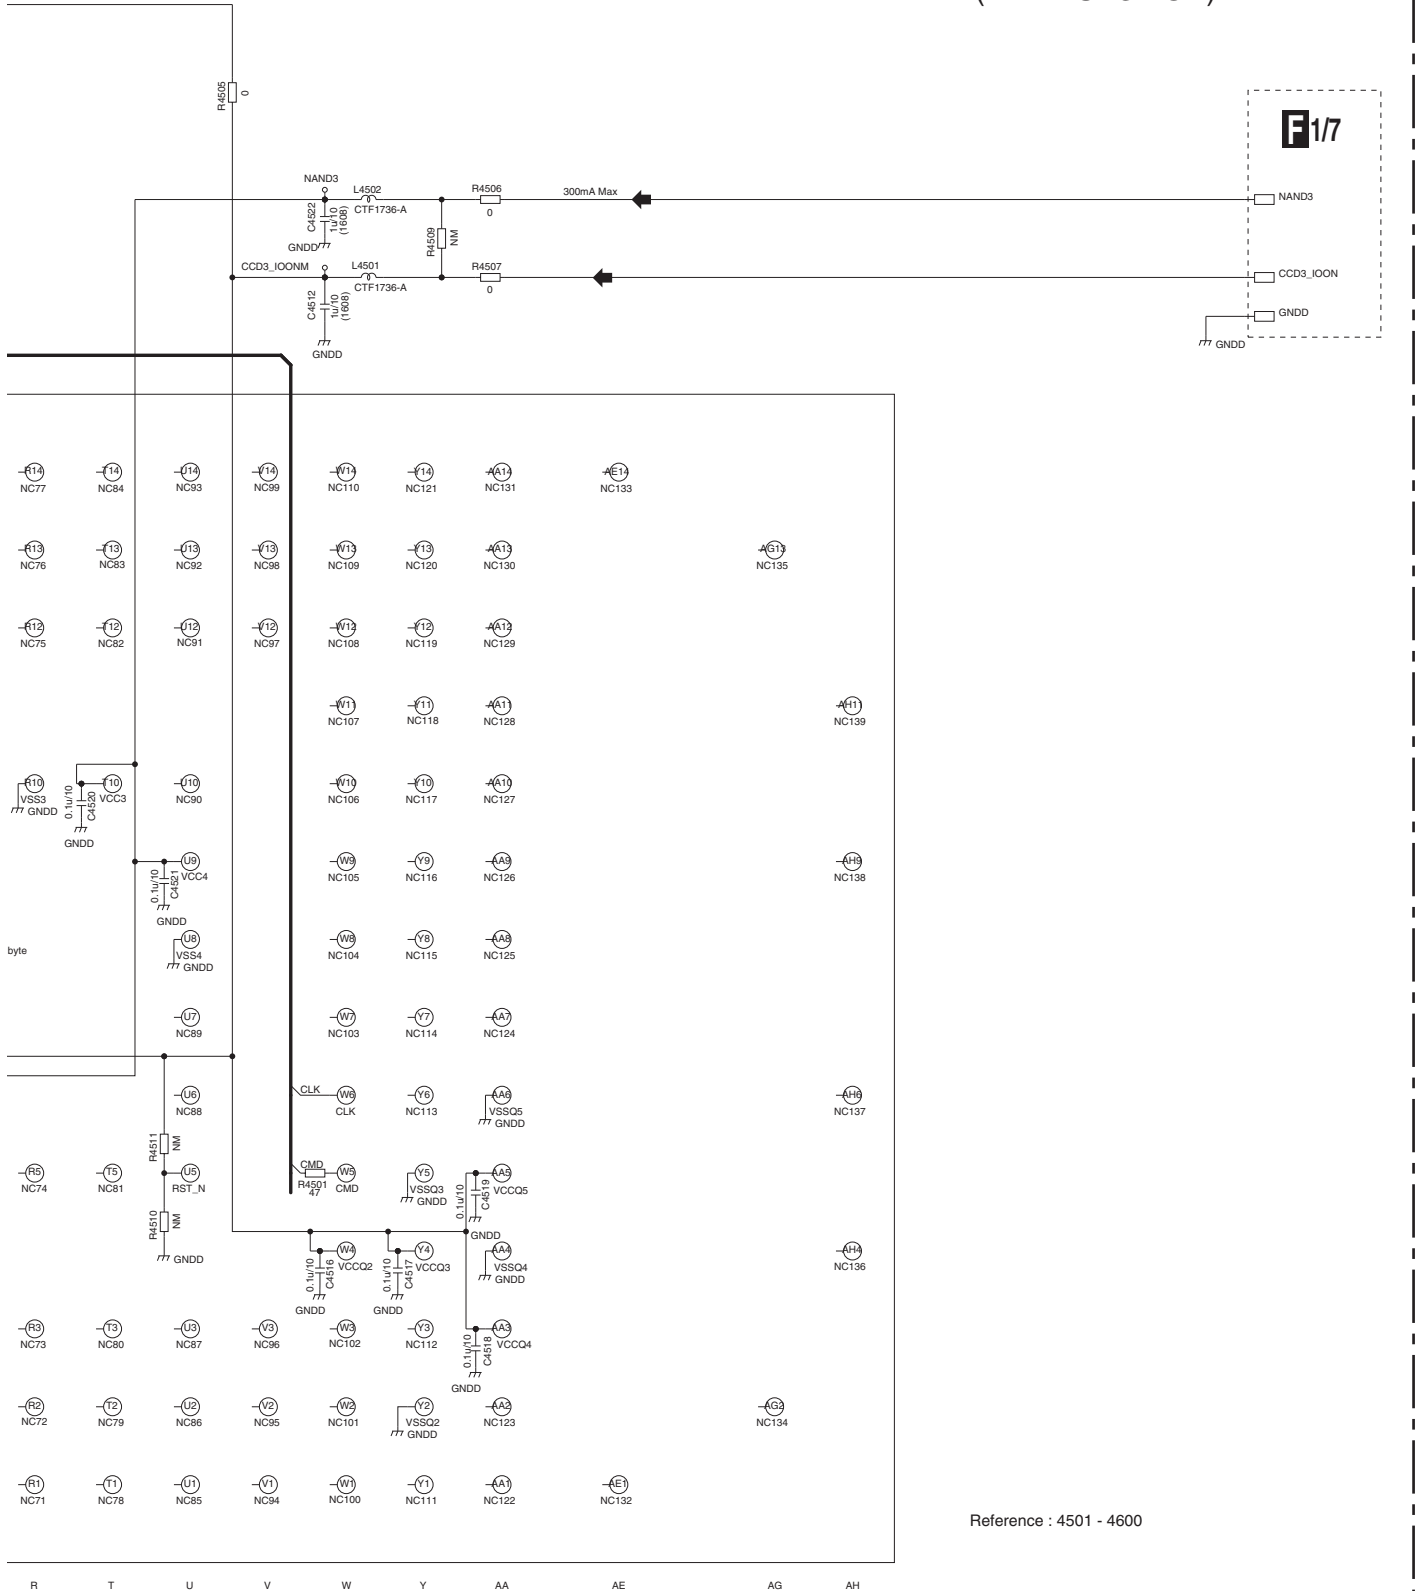 R4505
0
F 1/7
NAND3
L4502
CTF1736-A
R4506
0
300mA Max
NAND3
C4522
1u/10
(1608)
GNDD
R4509
NM
CCD3_IOONM
L4501
CTF1736-A
R4507
0
CCD3_IOON
C4512
1u/10
(1608)
GNDD
GNDD
GNDD
R14 T14 U14 V14 W14 Y14 AA14 AE14
NC77 NC84 NC93 NC99 NC110 NC121 NC131 NC133
R13 T13 U13 V13 W13 Y13 AA13 AG13
NC76 NC83 NC92 NC98 NC109 NC120 NC130 NC135
R12 T12 U12 V12 W12 Y12 AA12
NC75 NC82 NC91 NC97 NC108 NC119 NC129
W11 Y11 AA11 AH11
NC107 NC118 NC128 NC139
R10 T10 U10 W10 Y10 AA10
VSS3 VCC3 NC90 NC106 NC117 NC127
GNDD
0.1u/10
C4520
GNDD
U9 W9 Y9 AA9 AH9
VCC4 NC105 NC116 NC126 NC138
0.1u/10
C4521
GNDD
byte
U8 W8 Y8 AA8
VSS4 NC104 NC115 NC125
GNDD
U7 W7 Y7 AA7
NC89 NC103 NC114 NC124
CLK
U6 W6 Y6 AA6 AH6
NC88 CLK NC113 VSSQ5 NC137
GNDD
R4511
NM
CMD
R5 T5 U5 W5 Y5 AA5
NC74 NC81 RST_N CMD VSSQ3 VCCQ5
R4501
47
GNDD
0.1u/10
C4519
GNDD
R4510
NM
GNDD
W4 Y4 AA4 AH4
VCCQ2 VCCQ3 VSSQ4 NC136
GNDD
0.1u/10
C4516
GNDD
0.1u/10
C4517
GNDD
R3 T3 U3 V3 W3 Y3 AA3
NC73 NC80 NC87 NC96 NC102 NC112 VCCQ4
0.1u/10
C4518
GNDD
R2 T2 U2 V2 W2 Y2 AA2 AG2
NC72 NC79 NC86 NC95 NC101 VSSQ2 NC123 NC134
GNDD
R1 T1 U1 V1 W1 Y1 AA1 AE1
NC71 NC78 NC85 NC94 NC100 NC111 NC122 NC132
Reference : 4501 - 4600
R T U V W Y AA AE AG AH